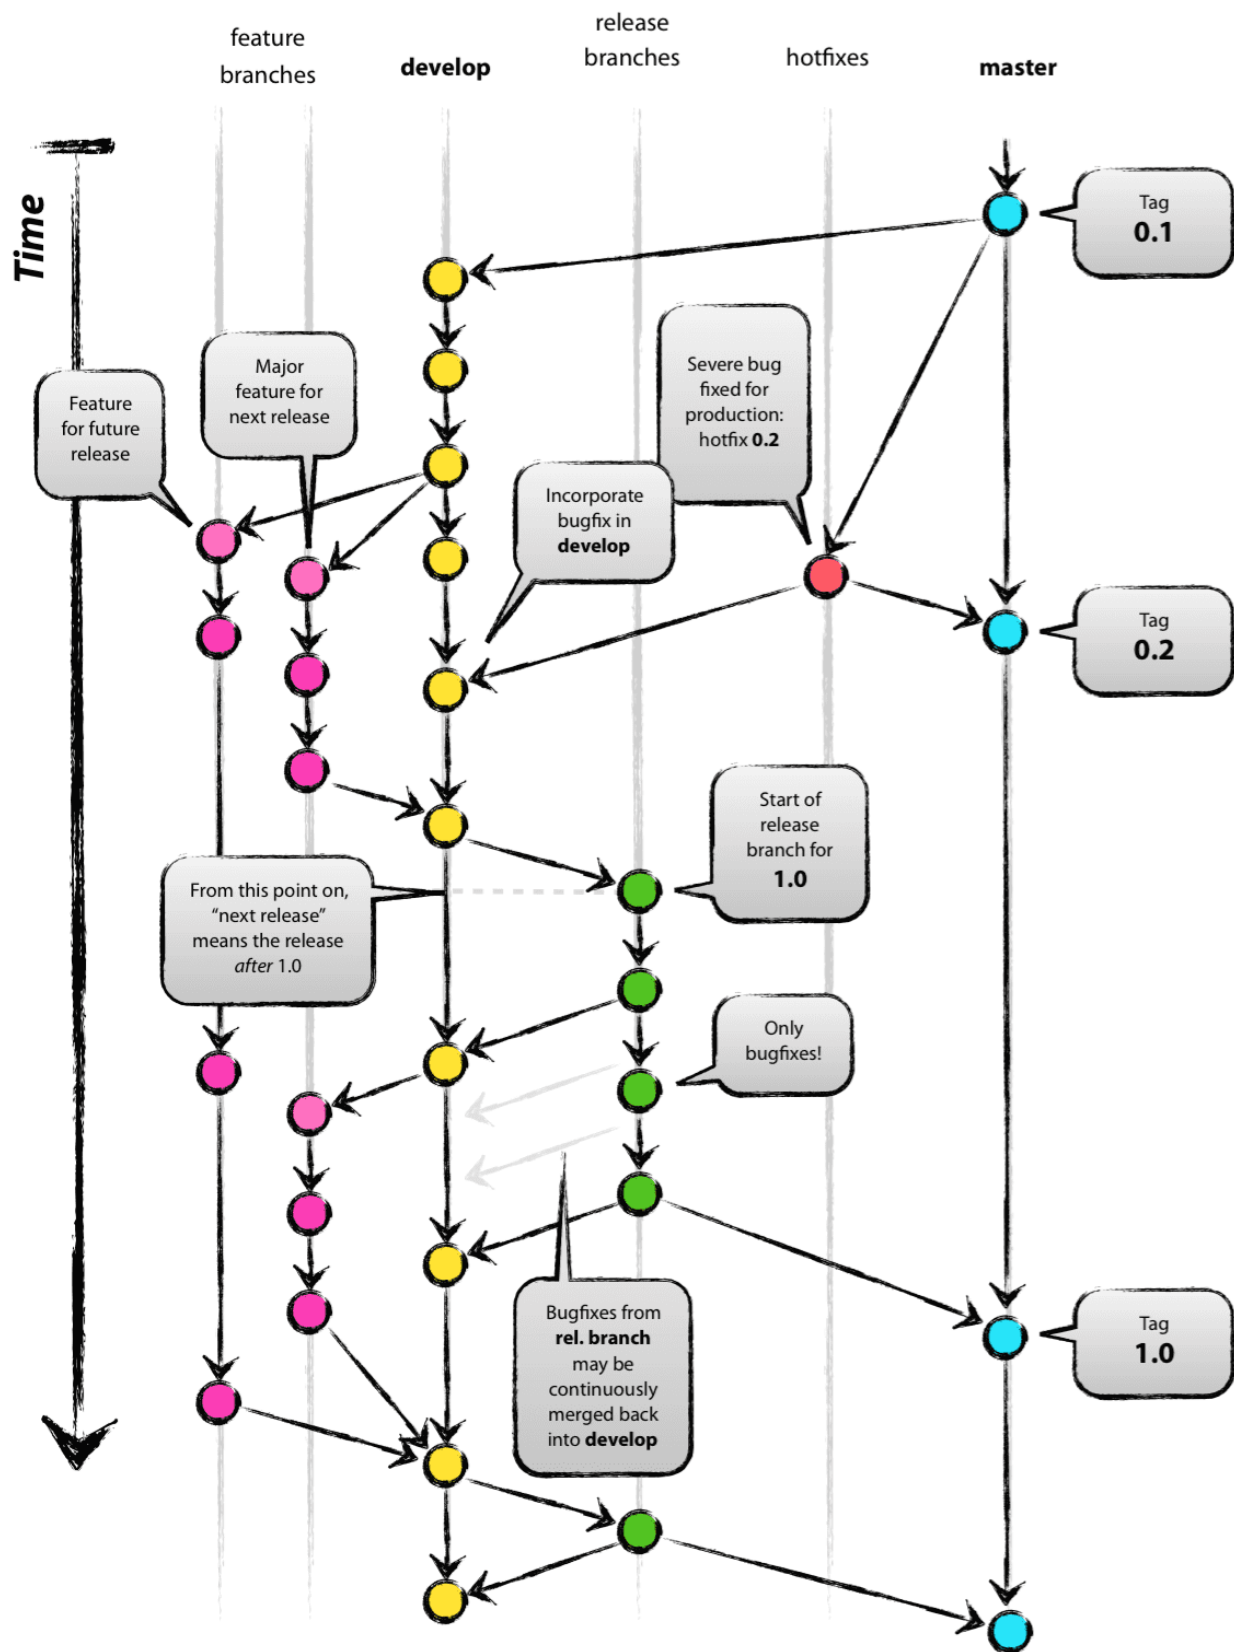 feature
branches
develop
release
branches
hotfixes
master
Time
Tag
0.1
Major
feature for
next release
Severe bug
fixed for
production:
hotfix 0.2
Feature
for future
release
Incorporate
bugfix in
develop
Tag
0.2
Start of
release
branch for
1.0
From this point on,
“next release”
means the release
after 1.0
Only
bugfixes!
Bugfixes from
rel. branch
may be
continuously
merged back
into develop
Tag
1.0